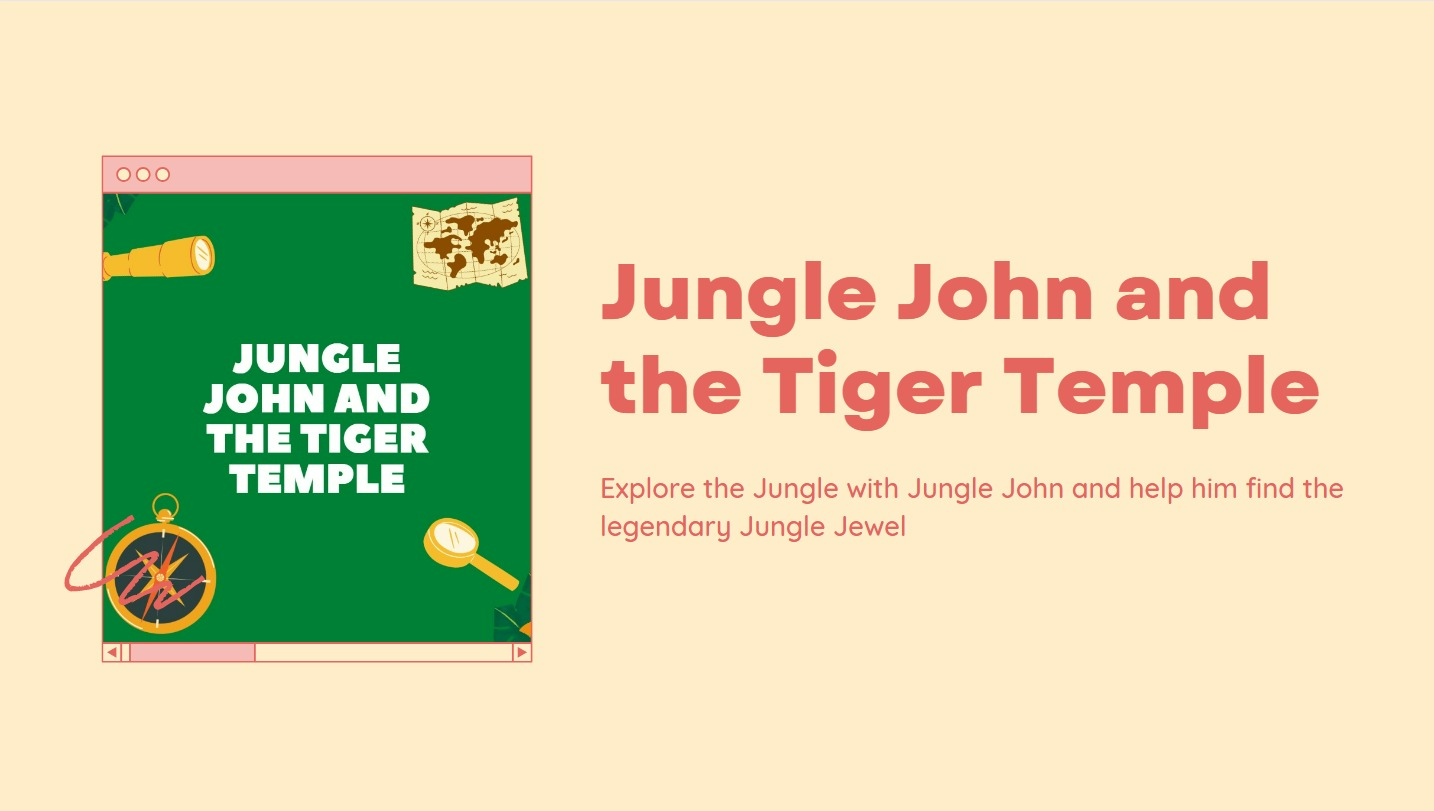 JUNGLE
JOHN AND
THE TIGER
TEMPLE
Jungle John and
the Tiger Temple
Explore the Jungle with Jungle John and help him find the
legendary Jungle Jewel